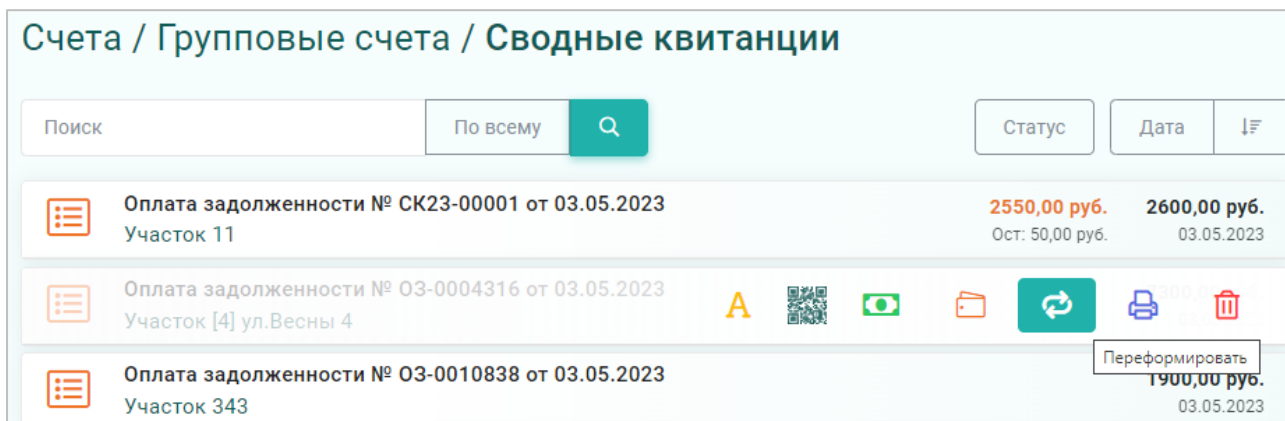 Счета / Групповые счета / Сводные квитанции
Поиск По всему Статус Дата
Оплата задолженности № СК23-00001 от 03.05.2023 2550,00 руб. 2600,00 руб.
Участок 11 Ост: 50,00 руб. 03.05.2023
Оплата задолженности № ОЗ-0004316 от 03.05.2023 A
Участок [4] ул.Весны 4
Переформировать
Оплата задолженности № ОЗ-0010838 от 03.05.2023 1900,00 руб.
Участок 343 03.05.2023